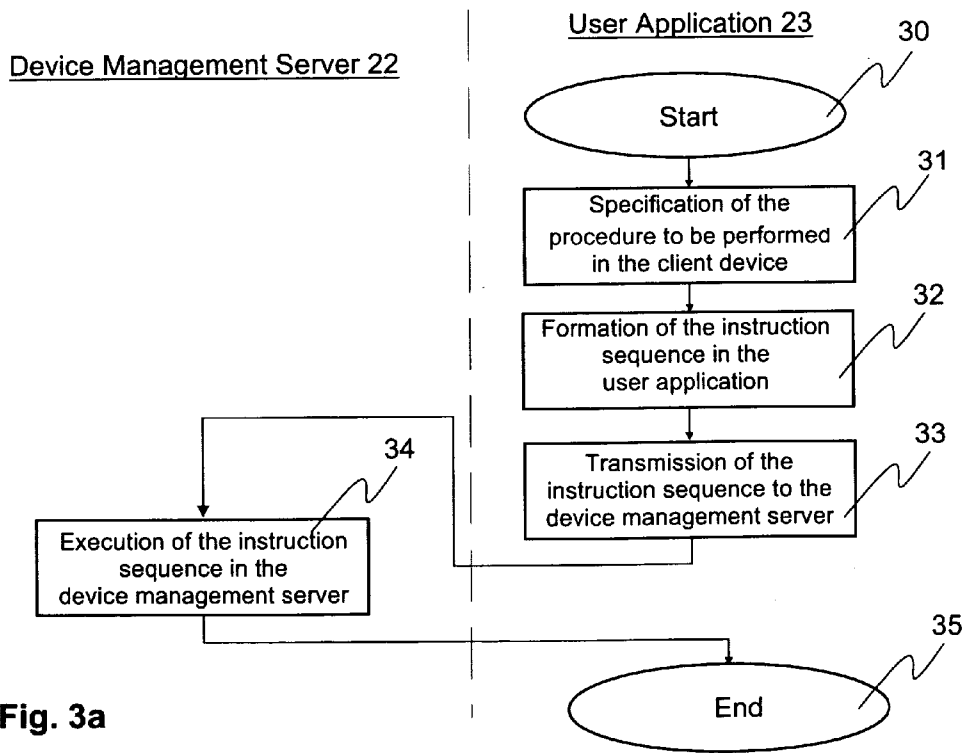 User Application 23
Device Management Server 22
30
Start
31
Specification of the
procedure to be performed
in the client device
32
Formation of the instruction
sequence in the
user application
33
Transmission of the
instruction sequence to the
device management server
34
Execution of the instruction
sequence in the
device management server
35
End
Fig. 3a